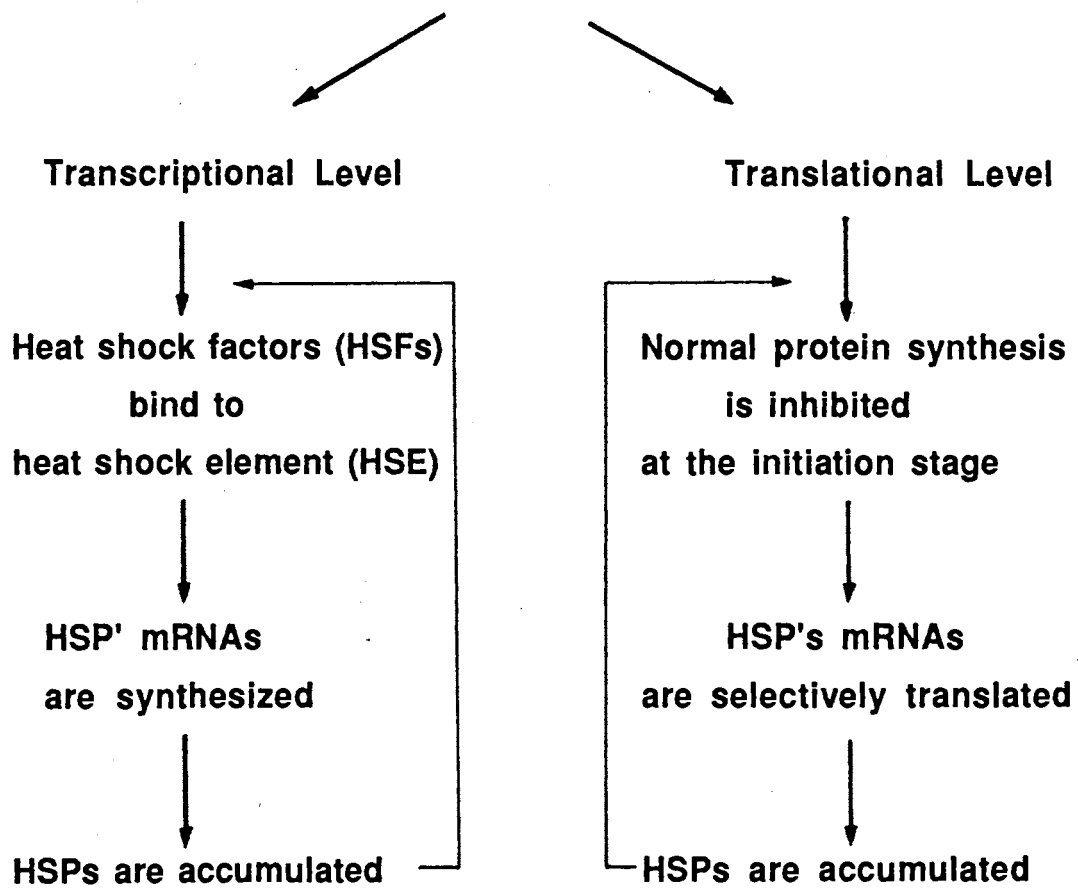 Transcriptional Level
Heat shock factors (HSFs)
bind to
heat shock element (HSE)
HSP' mRNAs
are synthesized
HSPs are accumulated
Translational Level
Normal protein synthesis
is inhibited
at the initiation stage
HSP's mRNAs
are selectively translated
HSPs are accumulated